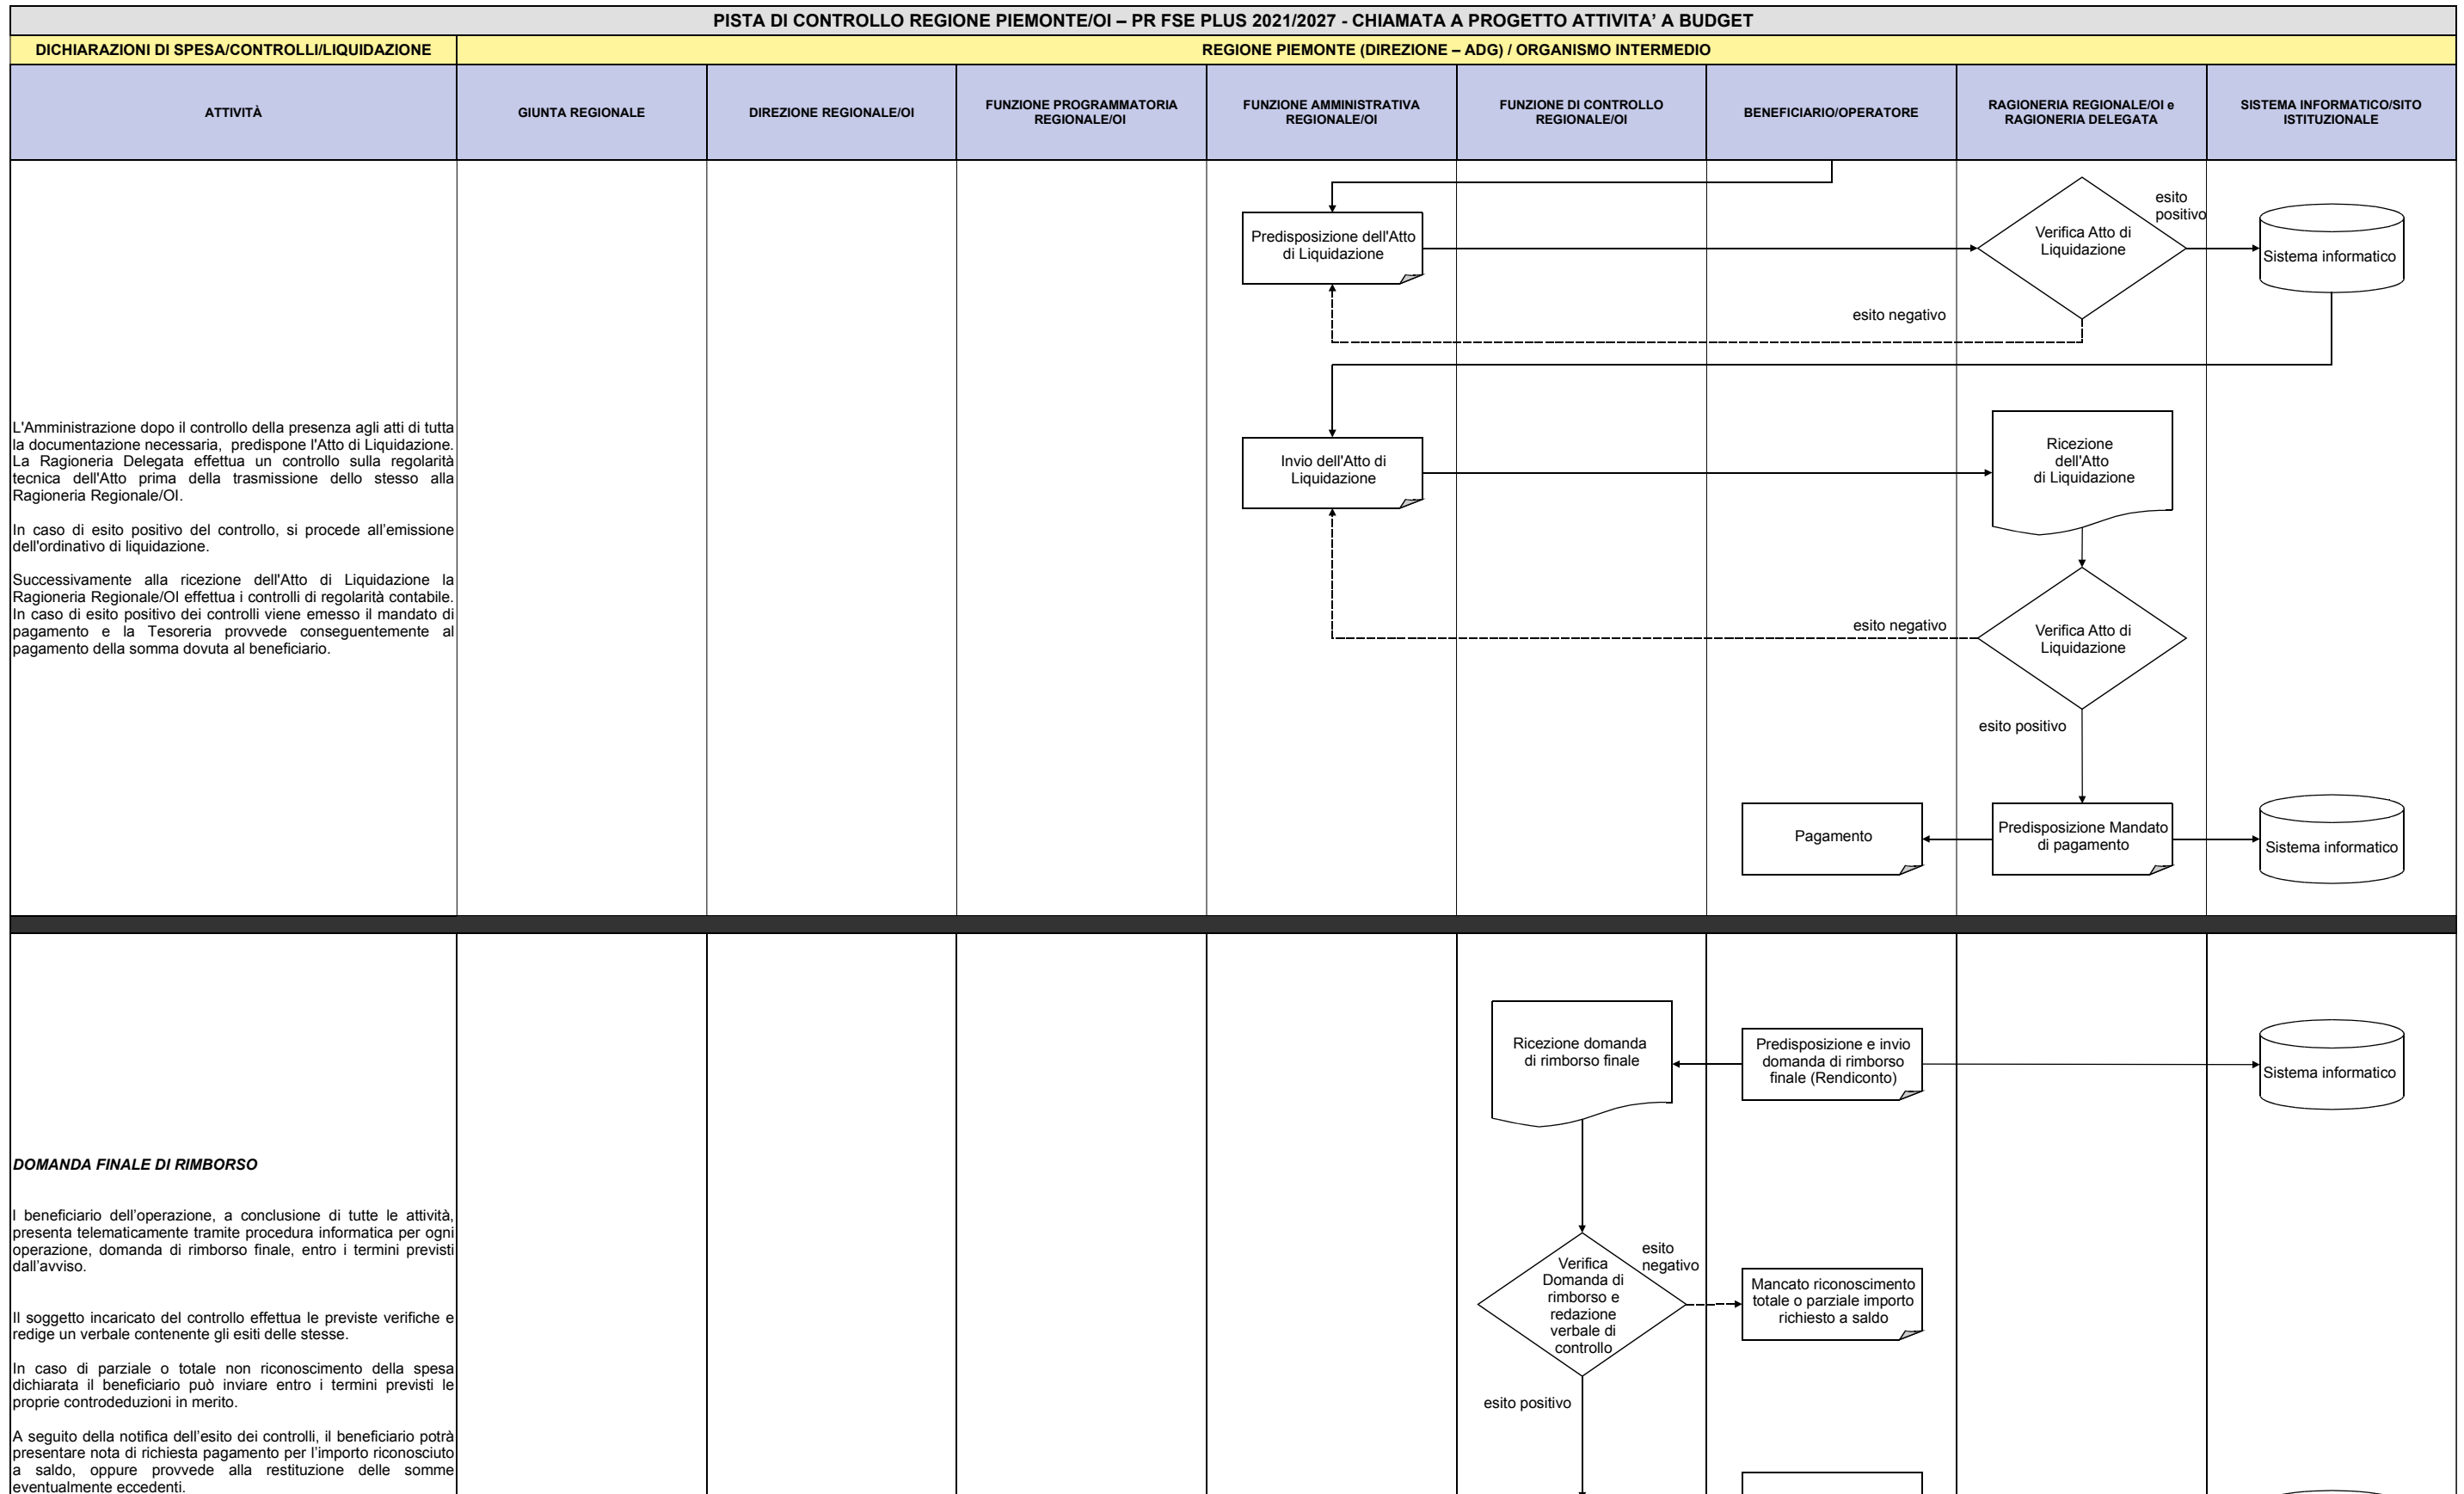 PISTA DI CONTROLLO REGIONE PIEMONTE/OI – PR FSE PLUS 2021/2027 - CHIAMATA A PROGETTO ATTIVITA’ A BUDGET
DICHIARAZIONI DI SPESA/CONTROLLI/LIQUIDAZIONE
REGIONE PIEMONTE (DIREZIONE – ADG) / ORGANISMO INTERMEDIO
ATTIVITÀ
GIUNTA REGIONALE
DIREZIONE REGIONALE/OI
FUNZIONE PROGRAMMATORIA
REGIONALE/OI
FUNZIONE AMMINISTRATIVA
REGIONALE/OI
FUNZIONE DI CONTROLLO
REGIONALE/OI
BENEFICIARIO/OPERATORE
RAGIONERIA REGIONALE/OI e
RAGIONERIA DELEGATA
SISTEMA INFORMATICO/SITO
ISTITUZIONALE
L'Amministrazione dopo il controllo della presenza agli atti di tutta
la documentazione necessaria, predispone l'Atto di Liquidazione.
La Ragioneria Delegata effettua un controllo sulla regolarità
tecnica dell'Atto prima della trasmissione dello stesso alla
Ragioneria Regionale/OI.
In caso di esito positivo del controllo, si procede all’emissione
dell'ordinativo di liquidazione.
Successivamente alla ricezione dell'Atto di Liquidazione la
Ragioneria Regionale/OI effettua i controlli di regolarità contabile.
In caso di esito positivo dei controlli viene emesso il mandato di
pagamento e la Tesoreria provvede conseguentemente al
pagamento della somma dovuta al beneficiario.
Predisposizione dell'Atto
di Liquidazione
Verifica Atto di
Liquidazione
esito
positivo
Sistema informatico
esito negativo
Invio dell'Atto di
Liquidazione
Ricezione
dell'Atto
di Liquidazione
esito negativo
Verifica Atto di
Liquidazione
esito positivo
Pagamento
Predisposizione Mandato
di pagamento
Sistema informatico
DOMANDA FINALE DI RIMBORSO
l beneficiario dell’operazione, a conclusione di tutte le attività,
presenta telematicamente tramite procedura informatica per ogni
operazione, domanda di rimborso finale, entro i termini previsti
dall’avviso.
Il soggetto incaricato del controllo effettua le previste verifiche e
redige un verbale contenente gli esiti delle stesse.
In caso di parziale o totale non riconoscimento della spesa
dichiarata il beneficiario può inviare entro i termini previsti le
proprie controdeduzioni in merito.
A seguito della notifica dell’esito dei controlli, il beneficiario potrà
presentare nota di richiesta pagamento per l’importo riconosciuto
a saldo, oppure provvede alla restituzione delle somme
eventualmente eccedenti.
Ricezione domanda
di rimborso finale
Predisposizione e invio
domanda di rimborso
finale (Rendiconto)
Sistema informatico
Verifica
Domanda di
rimborso e
redazione
verbale di
controllo
esito
negativo
Mancato riconoscimento
totale o parziale importo
richiesto a saldo
esito positivo